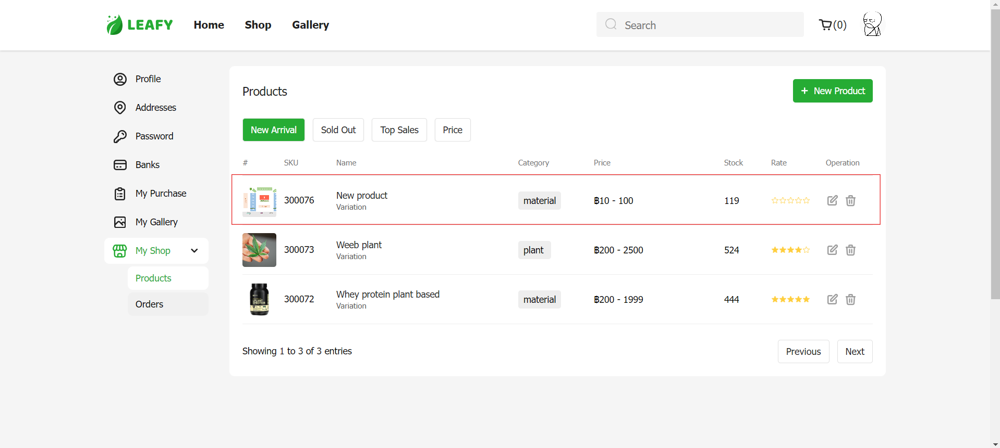 LEAFY Home Shop Gallery Search (0)
Profile
Addresses
Password
Banks
My Purchase
My Gallery
My Shop
Products
Orders
Products + New Product
New Arrival Sold Out Top Sales Price
# SKU Name Category Price Stock Rate Operation
300076 New product material ฿10 - 100 119
Variation
300073 Weeb plant plant ฿200 - 2500 524
Variation
300072 Whey protein plant based material ฿200 - 1999 444
Variation
Showing 1 to 3 of 3 entries Previous Next